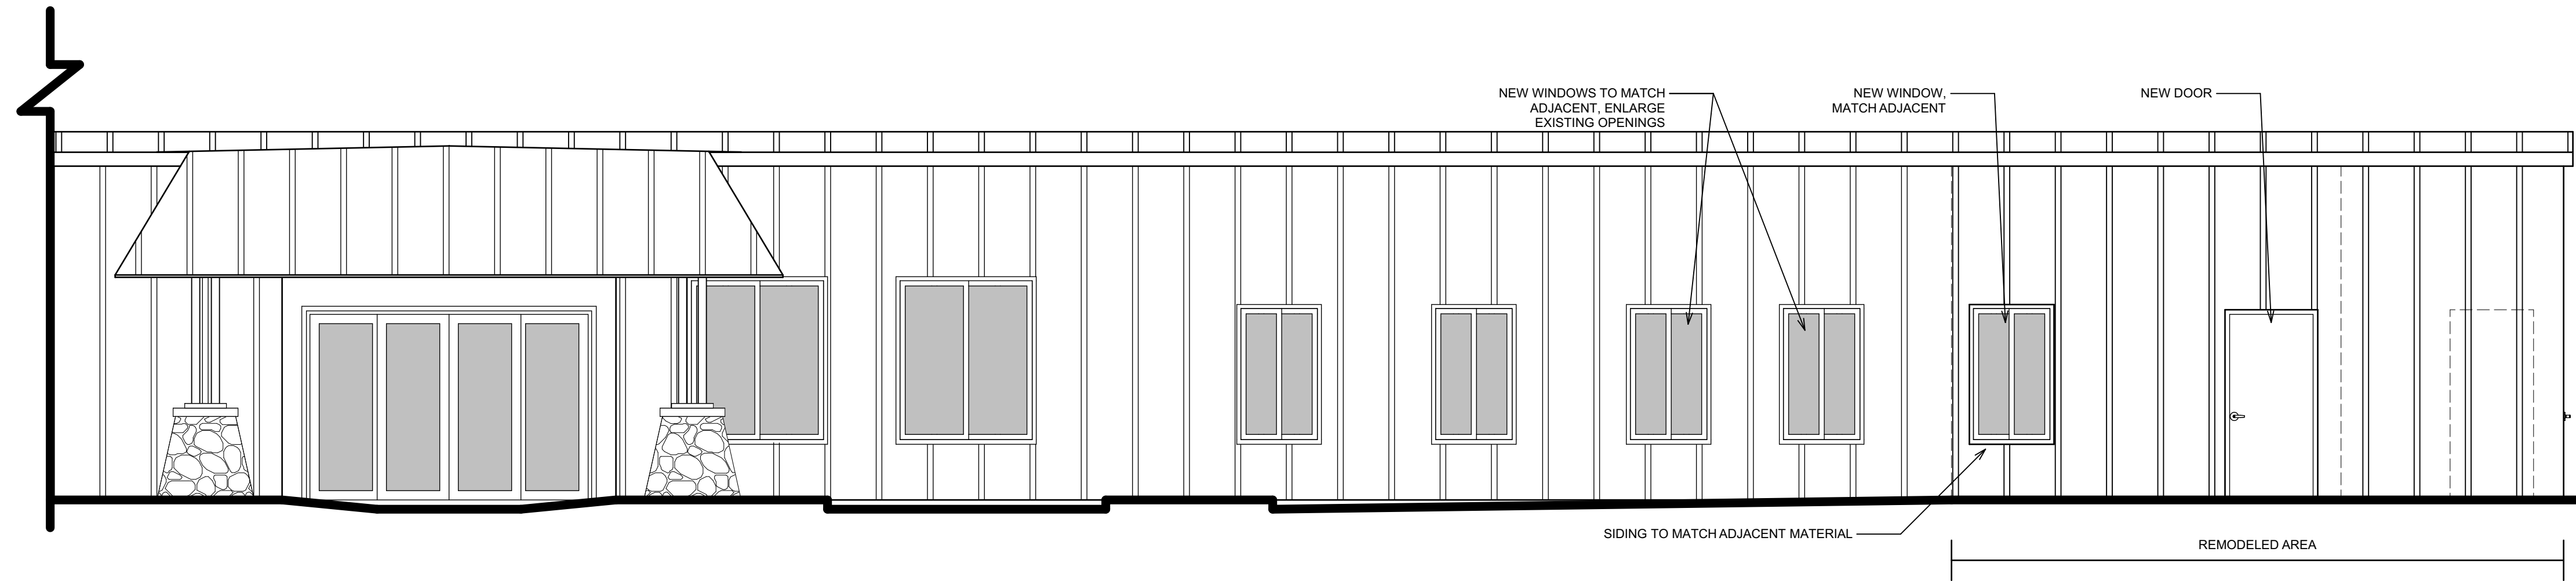 NEW WINDOWS TO MATCH
ADJACENT, ENLARGE
EXISTING OPENINGS
NEW WINDOW,
MATCH ADJACENT
NEW DOOR
SIDING TO MATCH ADJACENT MATERIAL
REMODELED AREA